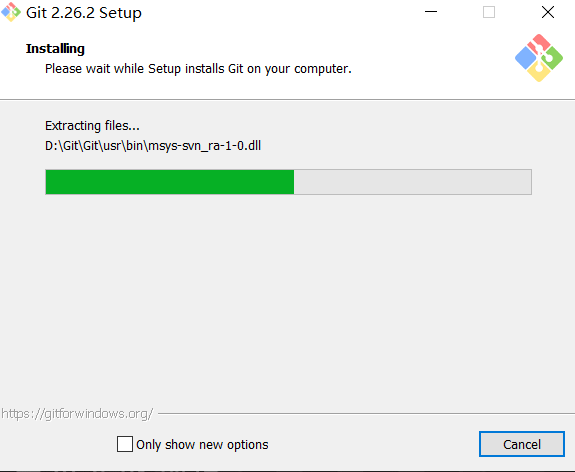 Git 2.26.2 Setup
Installing
Please wait while Setup installs Git on your computer.
Extracting files...
D:\Git\Git\usr\bin\msys-svn_ra-1-0.dll
https://gitforwindows.org/
Only show new options
Cancel